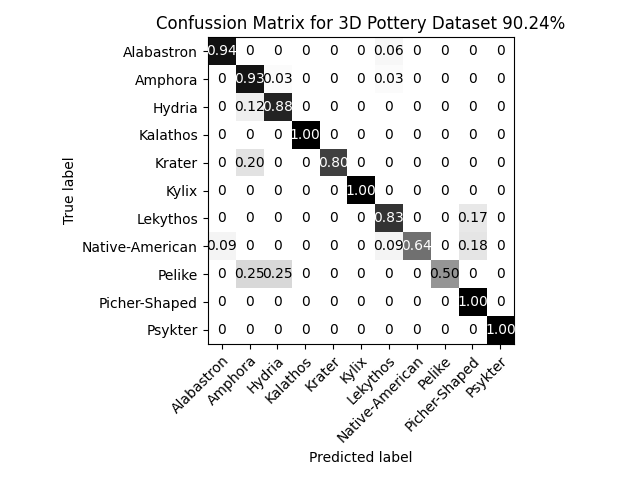 Confussion Matrix for 3D Pottery Dataset 90.24%
Alabastron 0.94 0 0 0 0 0 0.06 0 0 0 0
Amphora 0 0.93 0.03 0 0 0 0.03 0 0 0 0
Hydria 0 0.12 0.88 0 0 0 0 0 0 0 0
Kalathos 0 0 0 1.00 0 0 0 0 0 0 0
Krater 0 0.20 0 0 0.80 0 0 0 0 0 0
Kylix 0 0 0 0 0 1.00 0 0 0 0 0
Lekythos 0 0 0 0 0 0 0.83 0 0 0.17 0
Native-American 0.09 0 0 0 0 0 0.09 0.64 0 0.18 0
Pelike 0 0.25 0.25 0 0 0 0 0 0.50 0 0
Picher-Shaped 0 0 0 0 0 0 0 0 0 1.00 0
Psykter 0 0 0 0 0 0 0 0 0 0 1.00
True label
Alabastron Amphora Hydria Kalathos Krater Kylix Lekythos Native-American Pelike Picher-Shaped Psykter
Predicted label